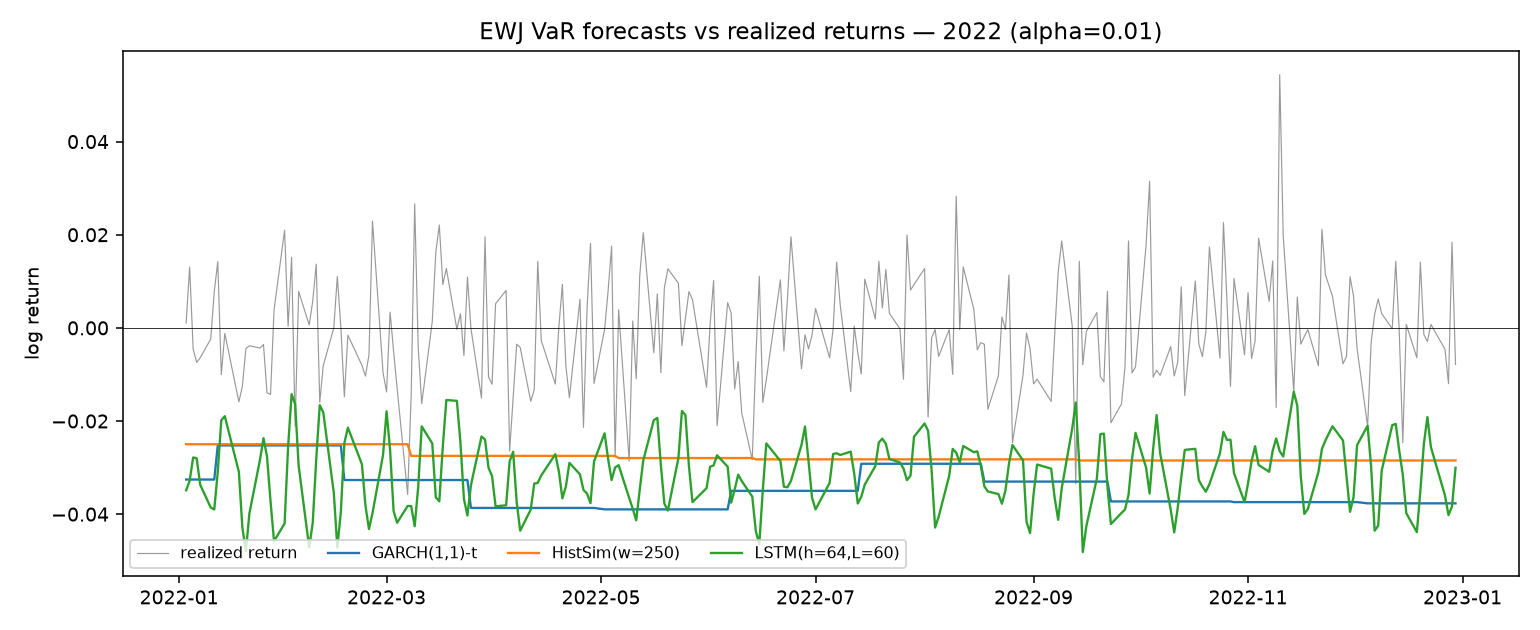 EWJ VaR forecasts vs realized returns — 2022 (alpha=0.01)
log return
0.04
0.02
0.00
−0.02
−0.04
realized return GARCH(1,1)-t HistSim(w=250) LSTM(h=64,L=60)
2022-01 2022-03 2022-05 2022-07 2022-09 2022-11 2023-01